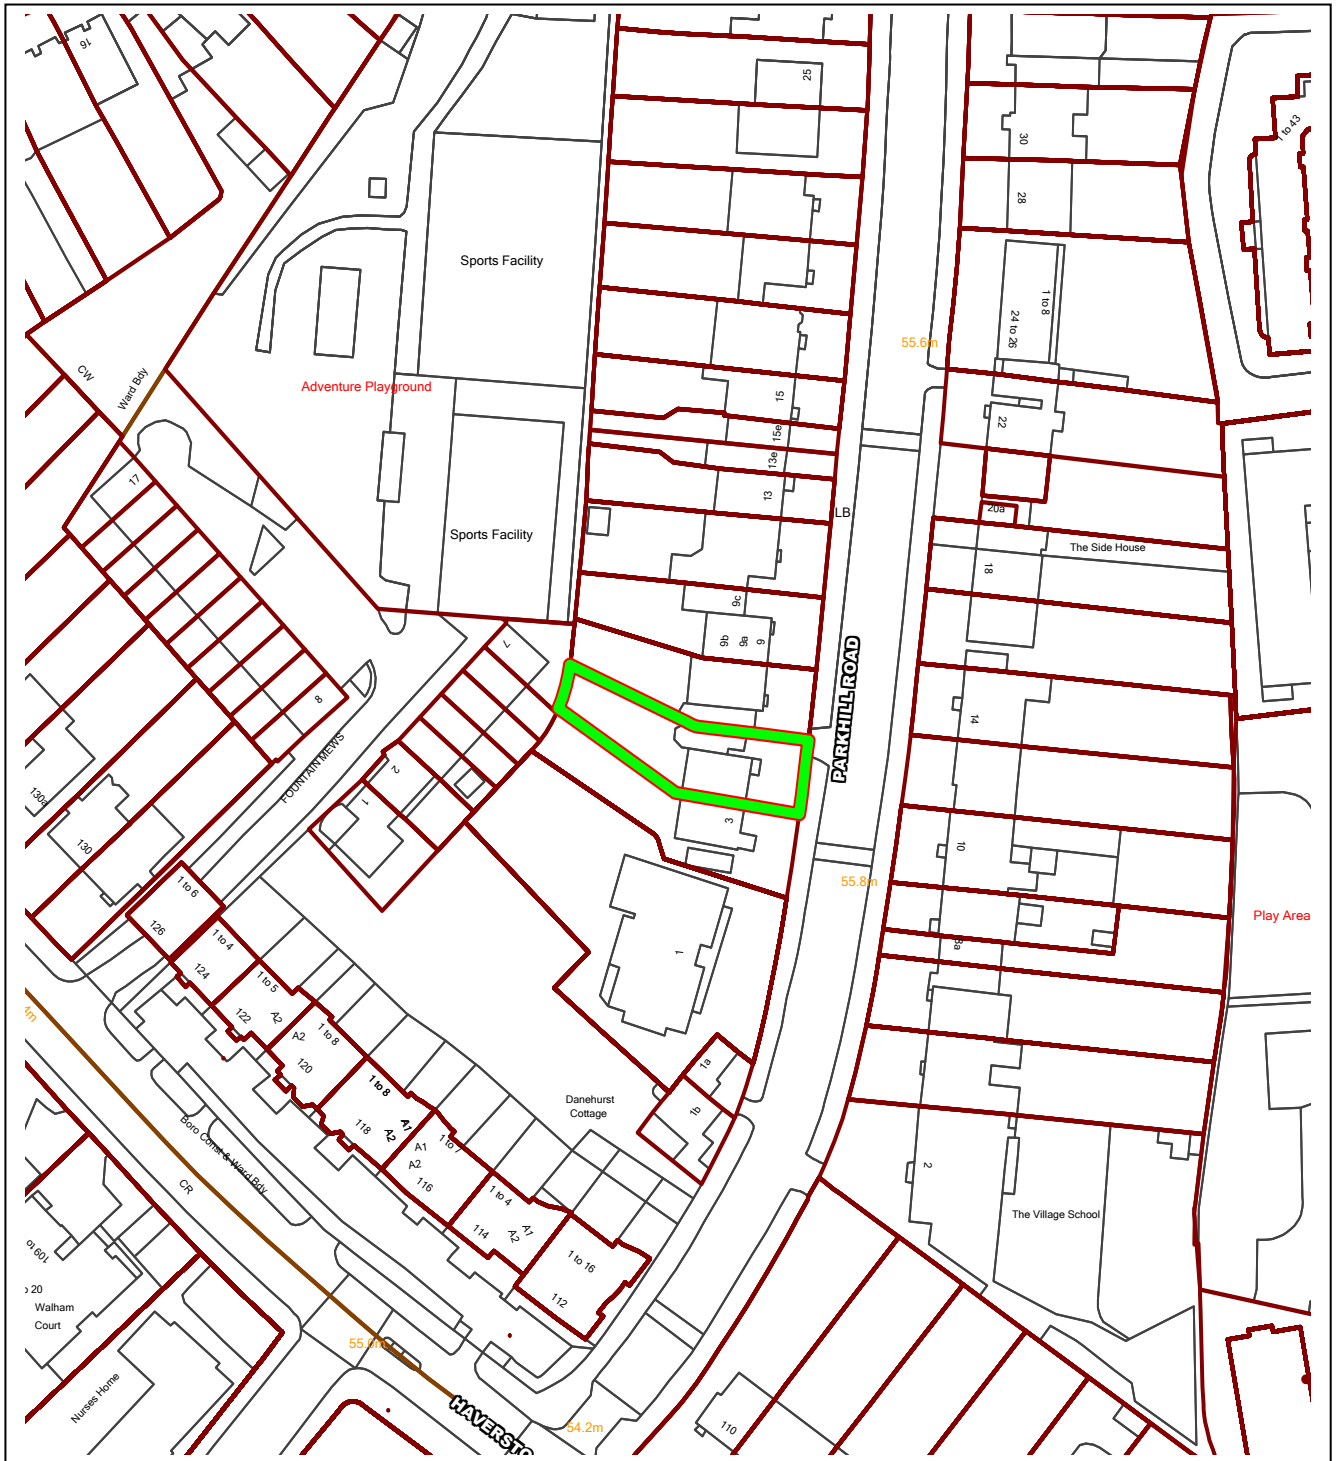 16
25
30
1 to 43
28
Sports Facility
1 to 8
24 to 26
55.6m
CW
Ward Bdy
Adventure Playground
15
22
15e
13e
17
13
LB
20a
Sports Facility
The Side House
18
9c
9b
9a
9
7
PARKHILL ROAD
8
14
FOUNTAIN MEWS
2
1
130a
130
3
10
55.8m
1 to 6
Play Area
126
1 to 4
8a
1
124
1 to 5
122
A2
1 to 8
A2
120
1a
1 to 8
Danehurst
Cottage
1b
118
A2
A1
A1
1 to 7
A2
116
Boro Const & Ward Bdy
CR
2
1 to 4
114
A2
A1
The Village School
1 to 16
112
109 to
20
Walham
Court
55.6m
Nurses Home
HAVERSTO
54.2m
110